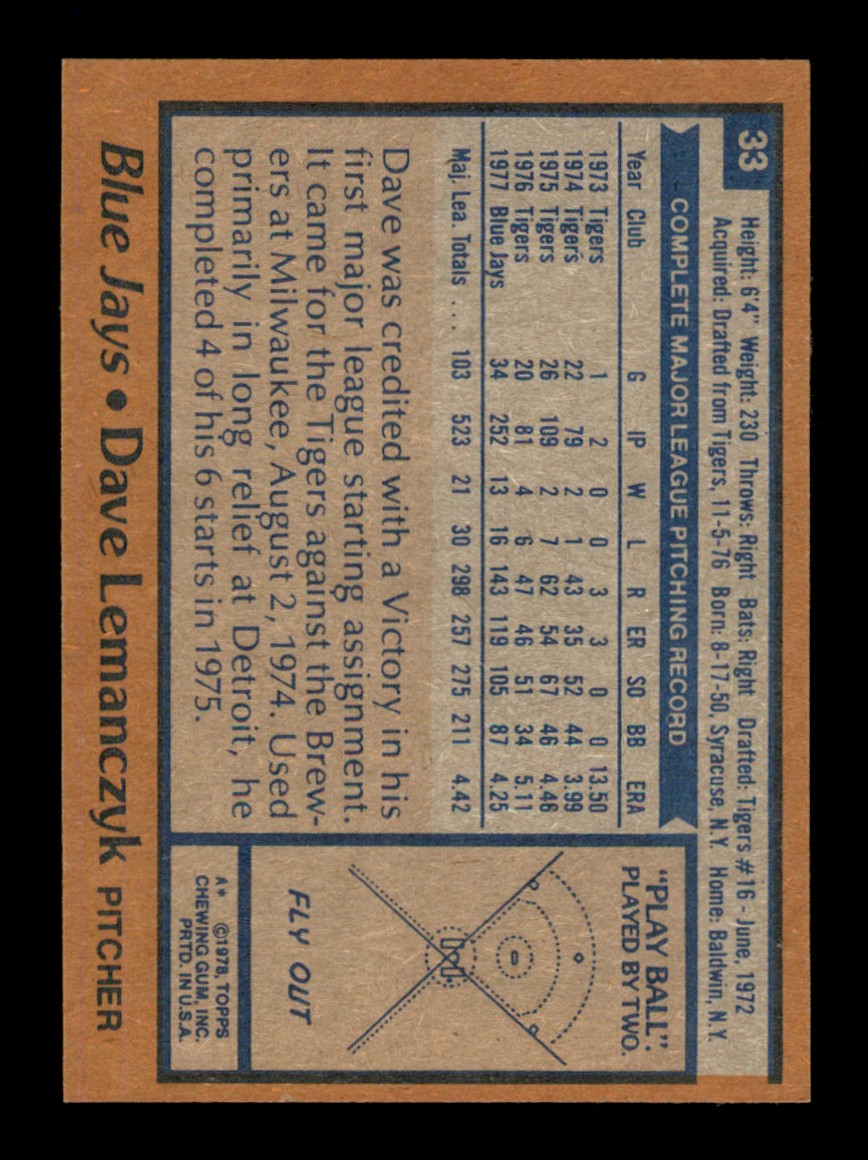 33
Height: 6'4" Weight: 230 Throws: Right Bats: Right Drafted: Tigers #16 - June, 1972
Acquired: Drafted from Tigers, 11-5-76 Born: 8-17-50, Syracuse, N.Y. Home: Baldwin, N.Y.
COMPLETE MAJOR LEAGUE PITCHING RECORD
Year Club G IP W L R ER SO BB ERA
1973 Tigers 1 2 0 0 3 3 0 0 13.50
1974 Tigers 22 79 2 1 43 35 52 44 3.99
1975 Tigers 26 109 2 7 62 54 67 46 4.46
1976 Tigers 20 81 4 6 47 46 51 34 5.11
1977 Blue Jays 34 252 13 16 143 119 105 87 4.25
Maj. Lea. Totals .... 103 523 21 30 298 257 275 211 4.42
Dave was credited with a Victory in his
first major league starting assignment.
It came for the Tigers against the Brew-
ers at Milwaukee, August 2, 1974. Used
primarily in long relief at Detroit, he
completed 4 of his 6 starts in 1975.
"PLAY BALL":
PLAYED BY TWO.
FLY OUT
A* ©1978, TOPPS
CHEWING GUM, INC.
PRTD. IN U.S.A.
Blue Jays • Dave Lemanczyk PITCHER